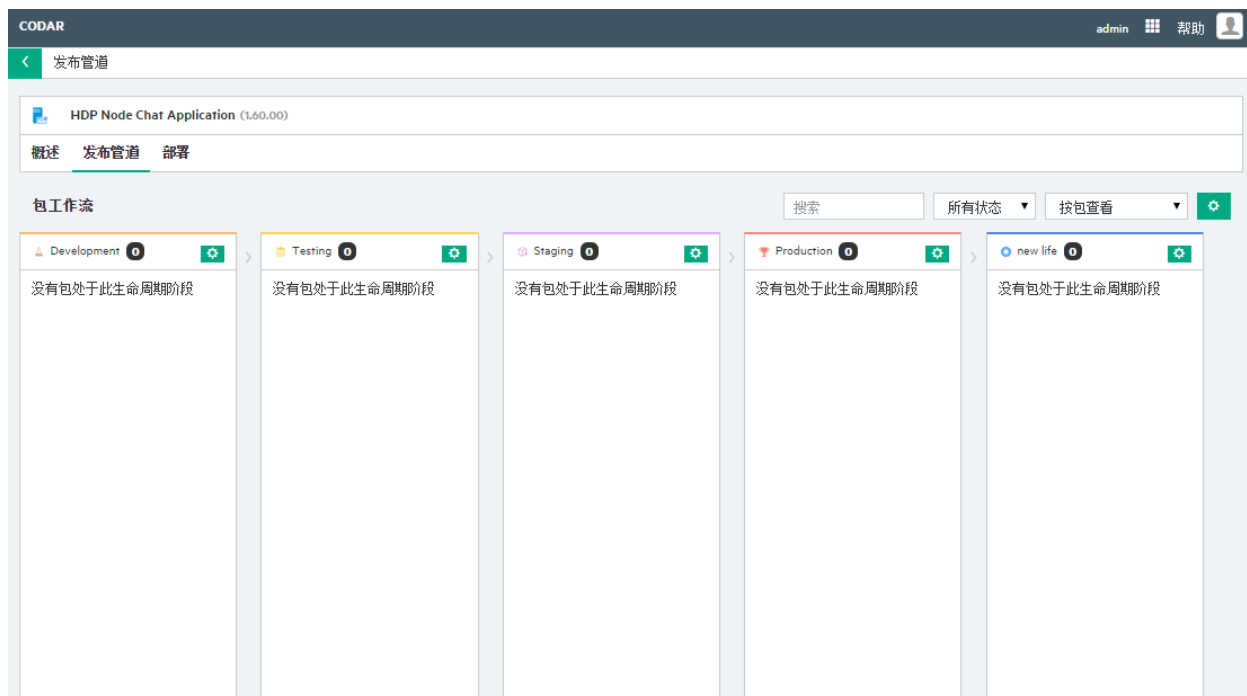 CODAR admin 帮助
发布管道
HDP Node Chat Application (1.60.00)
概述 发布管道 部署
包工作流 搜索 所有状态 按包查看
Development 0 Testing 0 Staging 0 Production 0 new life 0
没有包处于此生命周期阶段 没有包处于此生命周期阶段 没有包处于此生命周期阶段 没有包处于此生命周期阶段 没有包处于此生命周期阶段